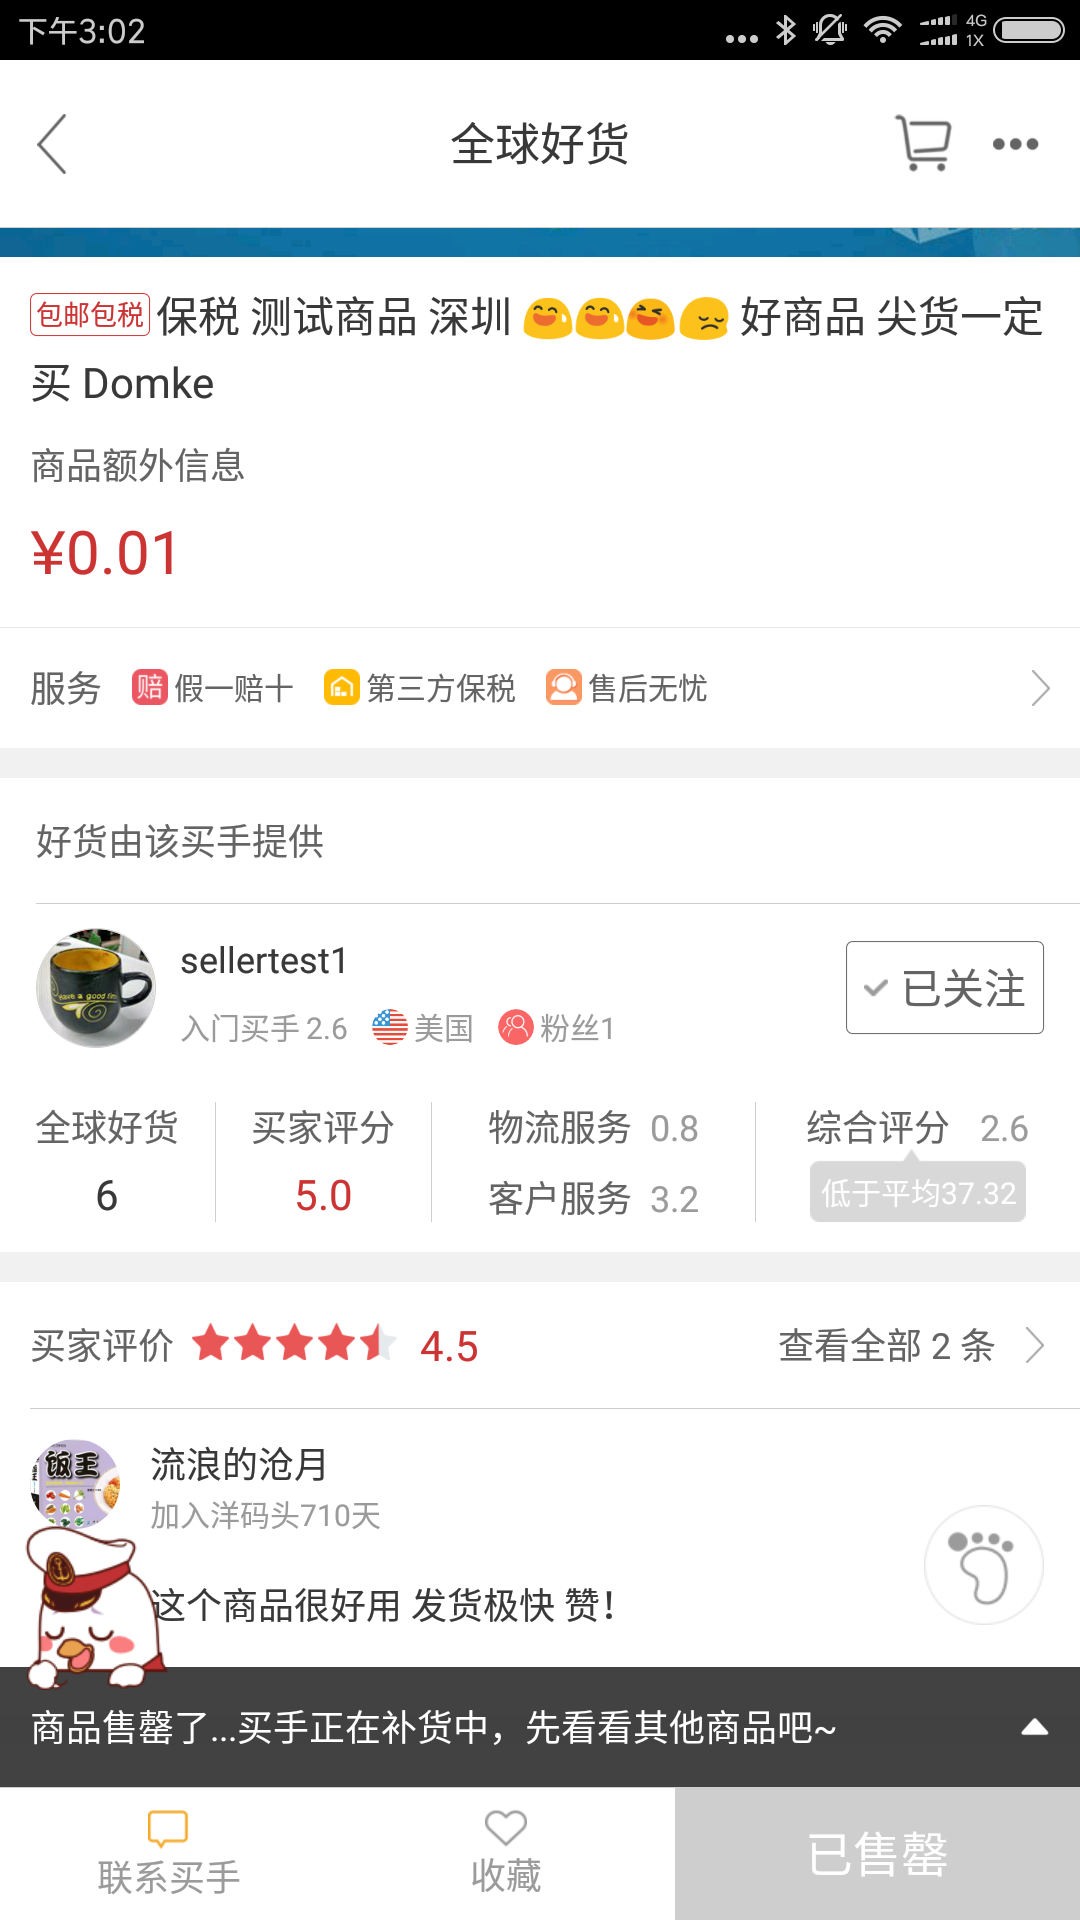 下午3:02
4G
1X
全球好货
包邮包税 保税 测试商品 深圳 😅😅😆😞 好商品 尖货一定
买 Domke
商品额外信息
¥0.01
服务 赔 假一赔十 第三方保税 售后无忧
好货由该买手提供
sellertest1
入门买手 2.6 美国 粉丝1
已关注
全球好货 买家评分 物流服务 0.8 综合评分 2.6
6 5.0 客户服务 3.2 低于平均37.32
买家评价 4.5 查看全部 2 条
饭王
流浪的沧月
加入洋码头710天
这个商品很好用 发货极快 赞！
商品售罄了...买手正在补货中，先看看其他商品吧~
联系买手 收藏 已售罄